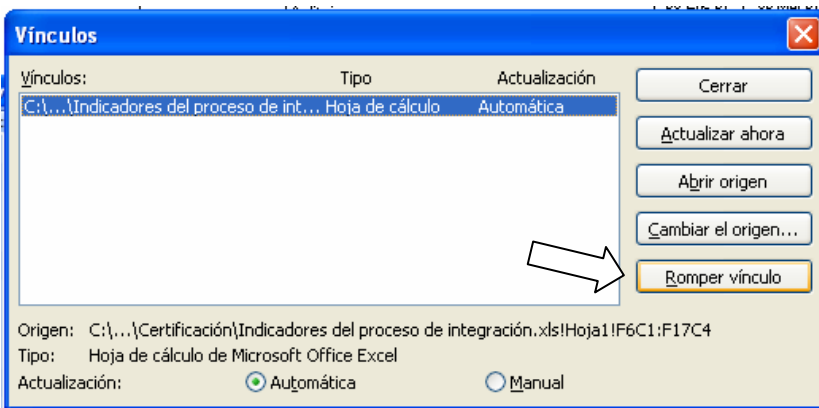 Vínculos
Vínculos: Tipo Actualización
C:\...\Indicadores del proceso de int... Hoja de cálculo Automática
Cerrar
Actualizar ahora
Abrir origen
Cambiar el origen...
Romper vínculo
Origen: C:\...\Certificación\Indicadores del proceso de integración.xls!Hoja1!F6C1:F17C4
Tipo: Hoja de cálculo de Microsoft Office Excel
Actualización: Automática Manual